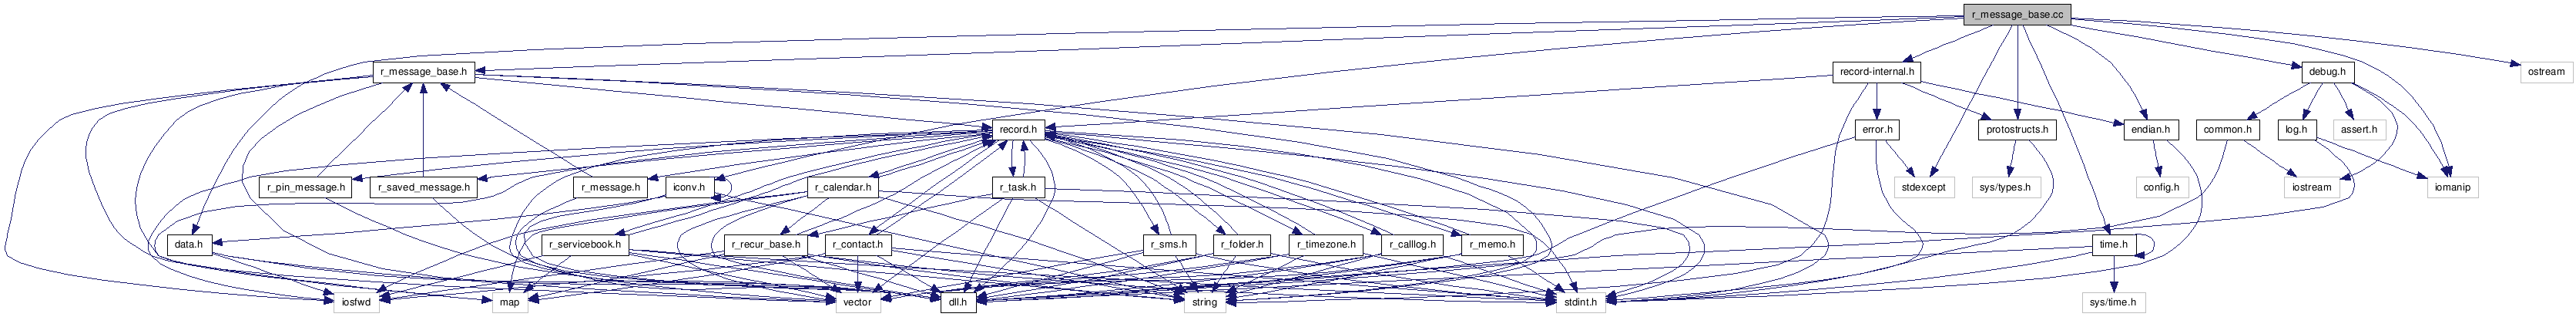 r_message_base.cc
r_message_base.h
record-internal.h
debug.h
ostream
record.h
error.h
protostructs.h
endian.h
common.h
log.h
assert.h
r_pin_message.h
r_saved_message.h
r_message.h
iconv.h
r_calendar.h
r_task.h
stdexcept
sys/types.h
config.h
iostream
iomanip
data.h
r_servicebook.h
r_recur_base.h
r_contact.h
r_sms.h
r_folder.h
r_timezone.h
r_calllog.h
r_memo.h
time.h
iosfwd
map
vector
dll.h
string
stdint.h
sys/time.h